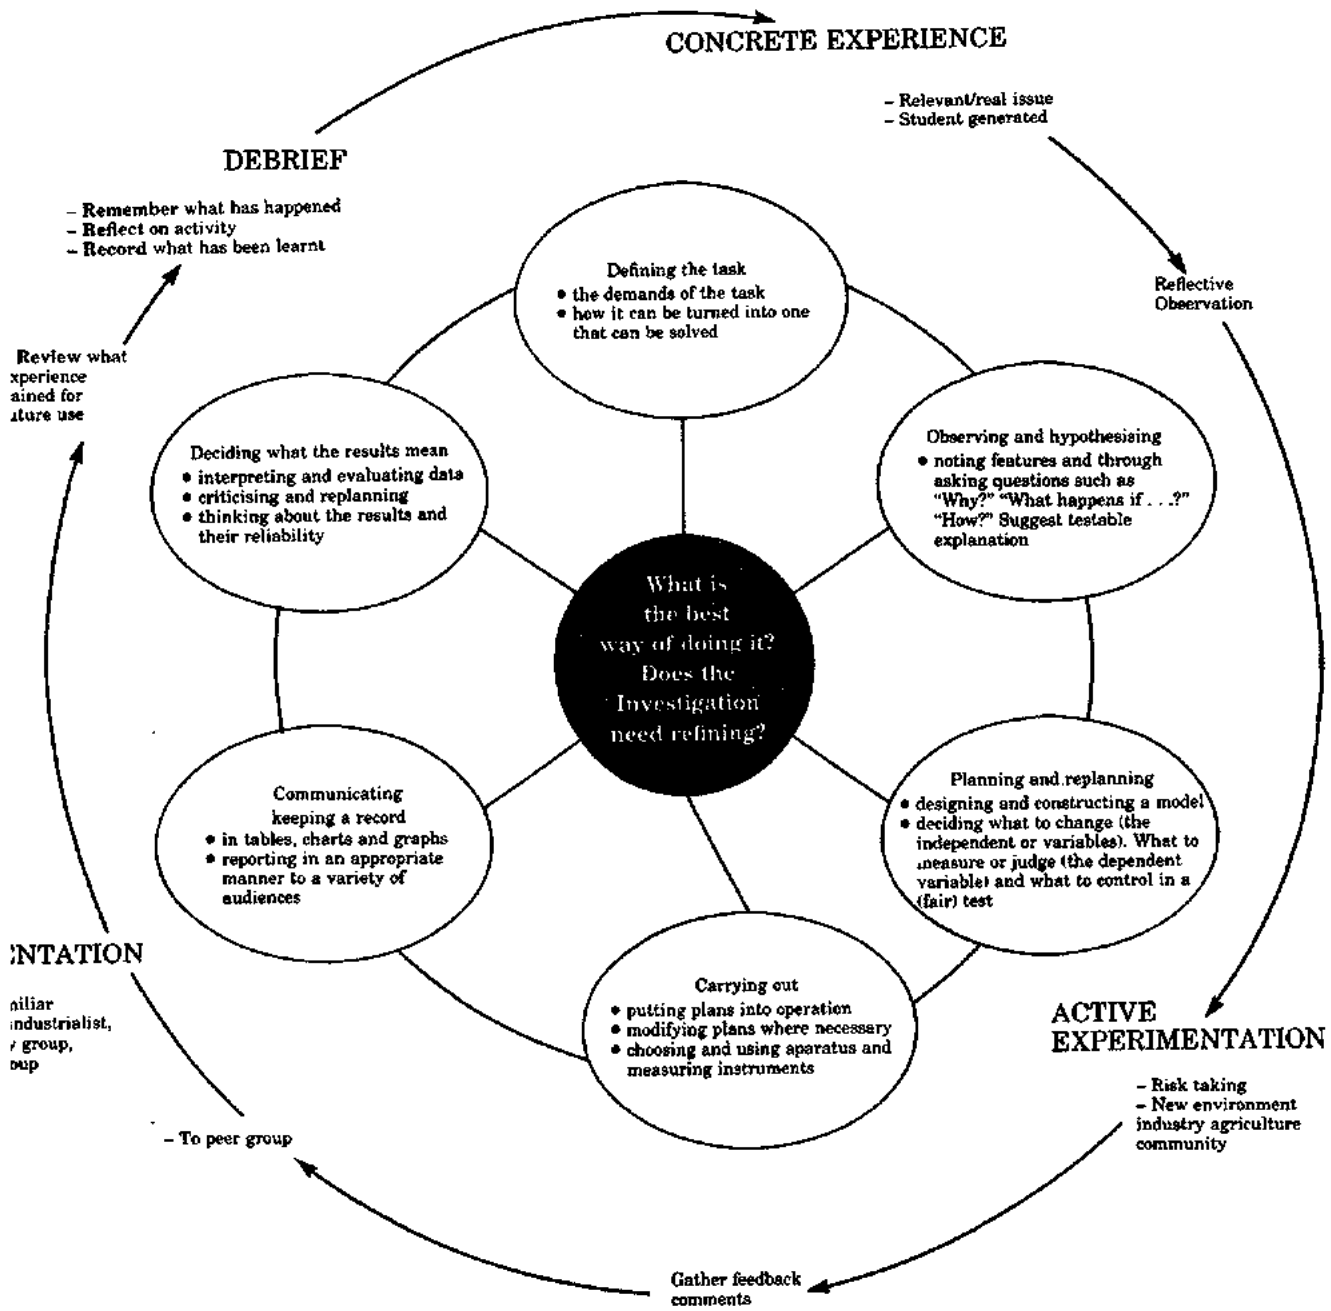 CONCRETE EXPERIENCE
– Relevant/real issue
– Student generated
DEBRIEF
– Remember what has happened
– Reflect on activity
– Record what has been learnt
Reflective
Observation
Defining the task
• the demands of the task
• how it can be turned into one
that can be solved
Review what
xperience
ained for
uture use
Observing and hypothesising
• noting features and through
asking questions such as
"Why?" "What happens if . . .?"
"How?" Suggest testable
explanation
Deciding what the results mean
• interpreting and evaluating data
• criticising and replanning
• thinking about the results and
their reliability
What is
the best
way of doing it?
Does the
Investigation
need refining?
Planning and replanning
• designing and constructing a model
• deciding what to change (the
independent or variables). What to
measure or judge (the dependent
variable) and what to control in a
(fair) test
Communicating
keeping a record
• in tables, charts and graphs
• reporting in an appropriate
manner to a variety of
audiences
ENTATION
niliar
industrialist,
group,
oup
Carrying out
• putting plans into operation
• modifying plans where necessary
• choosing and using aparatus and
measuring instruments
ACTIVE
EXPERIMENTATION
– Risk taking
– New environment
industry agriculture
community
– To peer group
Gather feedback
comments